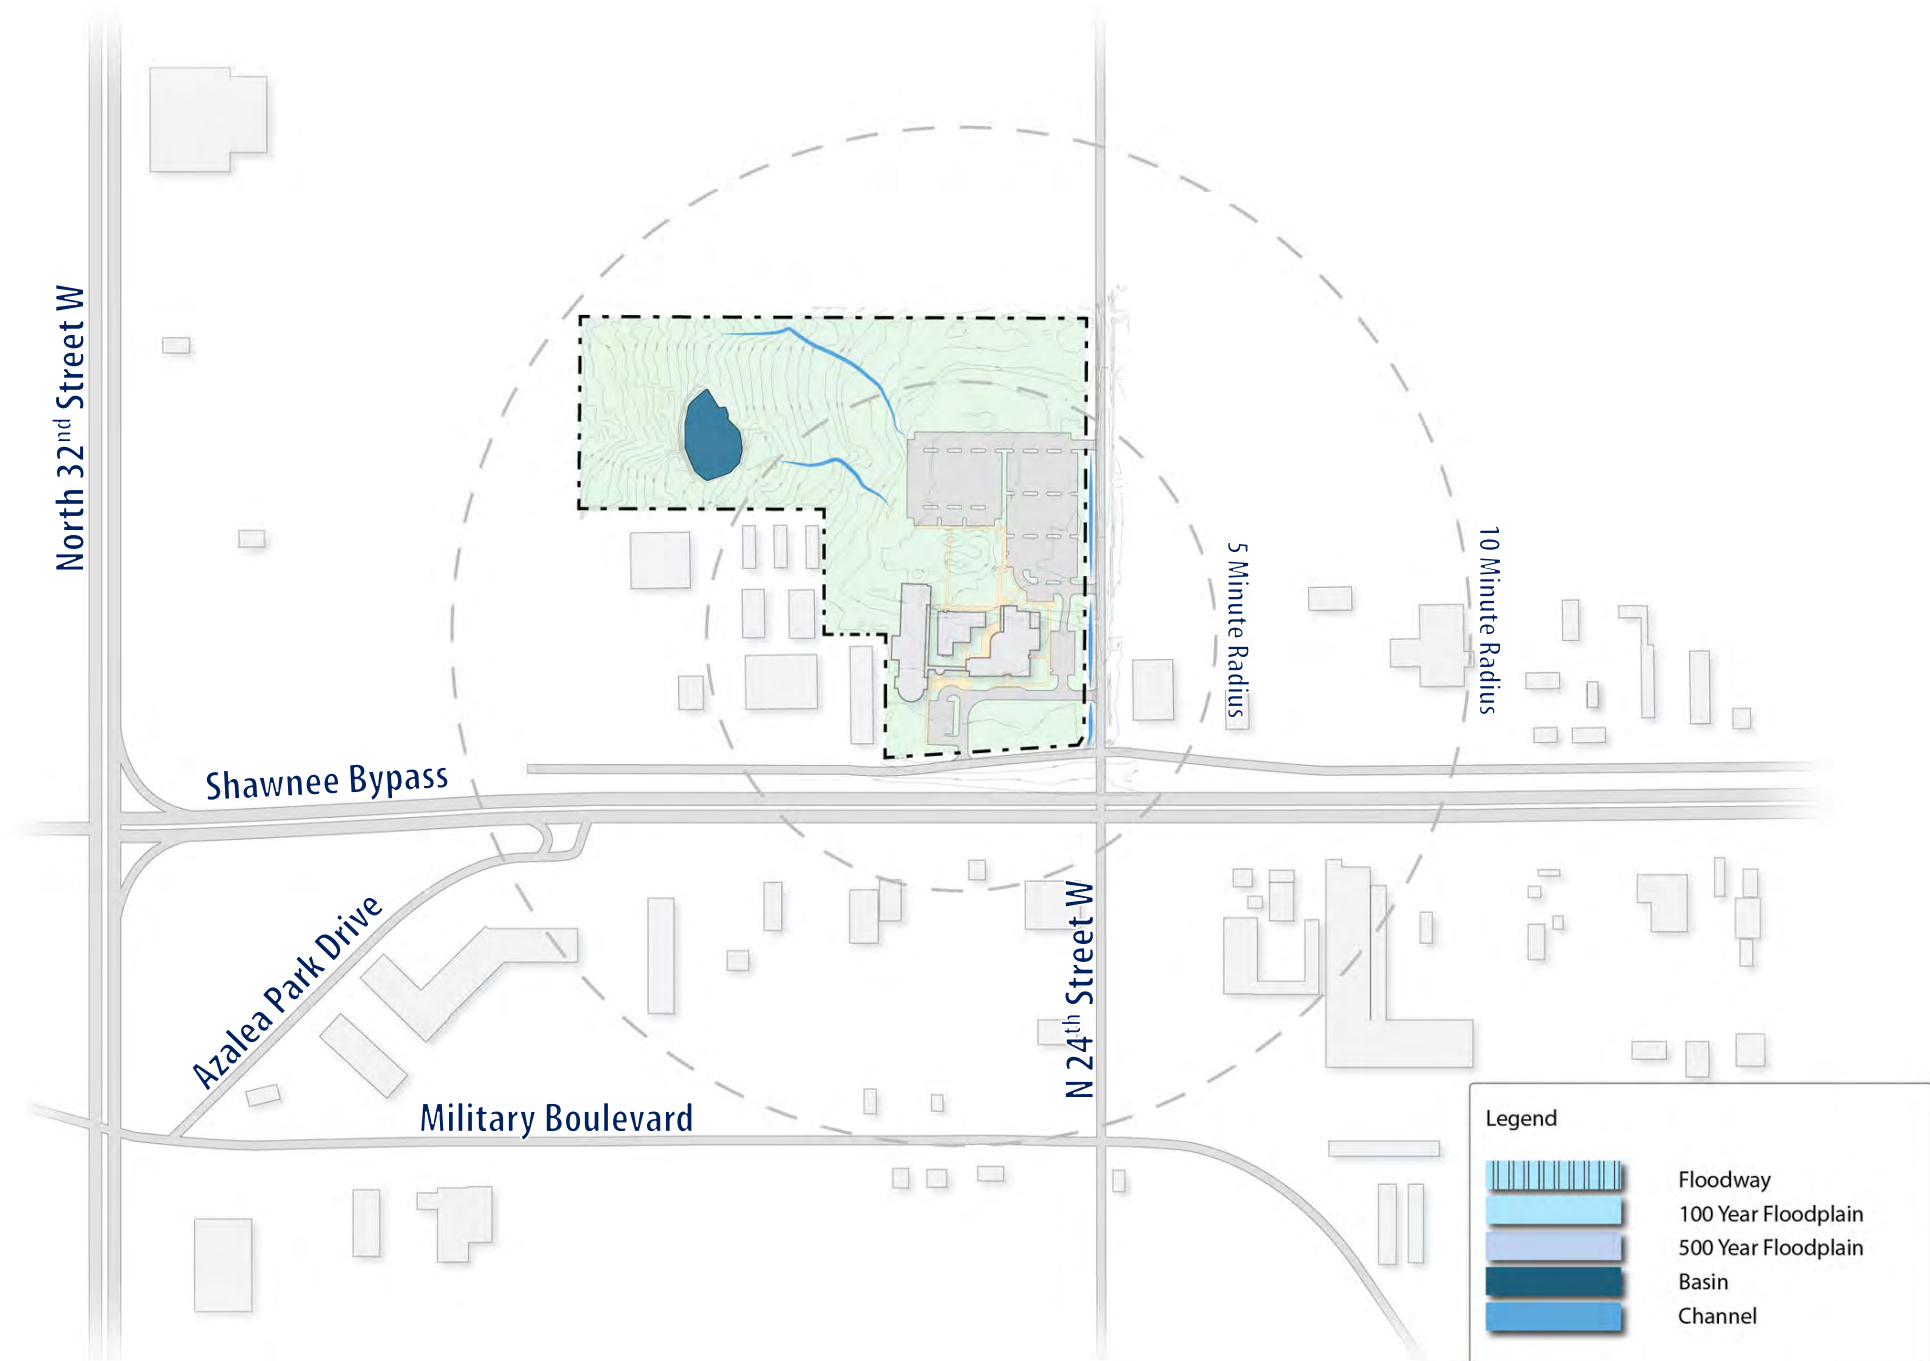 North 32nd Street W
5 Minute Radius
10 Minute Radius
Shawnee Bypass
Azalea Park Drive
N 24th Street W
Military Boulevard
Legend
Floodway
100 Year Floodplain
500 Year Floodplain
Basin
Channel